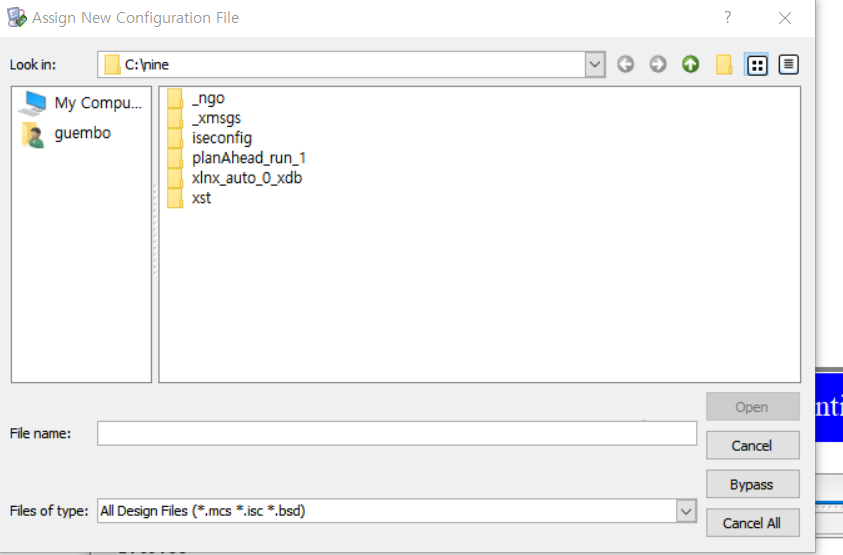 Assign New Configuration File
?
Look in:
C:\nine
My Compu...
guembo
_ngo
_xmsgs
iseconfig
planAhead_run_1
xlnx_auto_0_xdb
xst
Open
nti
File name:
Cancel
Bypass
Files of type:
All Design Files (*.mcs *.isc *.bsd)
Cancel All